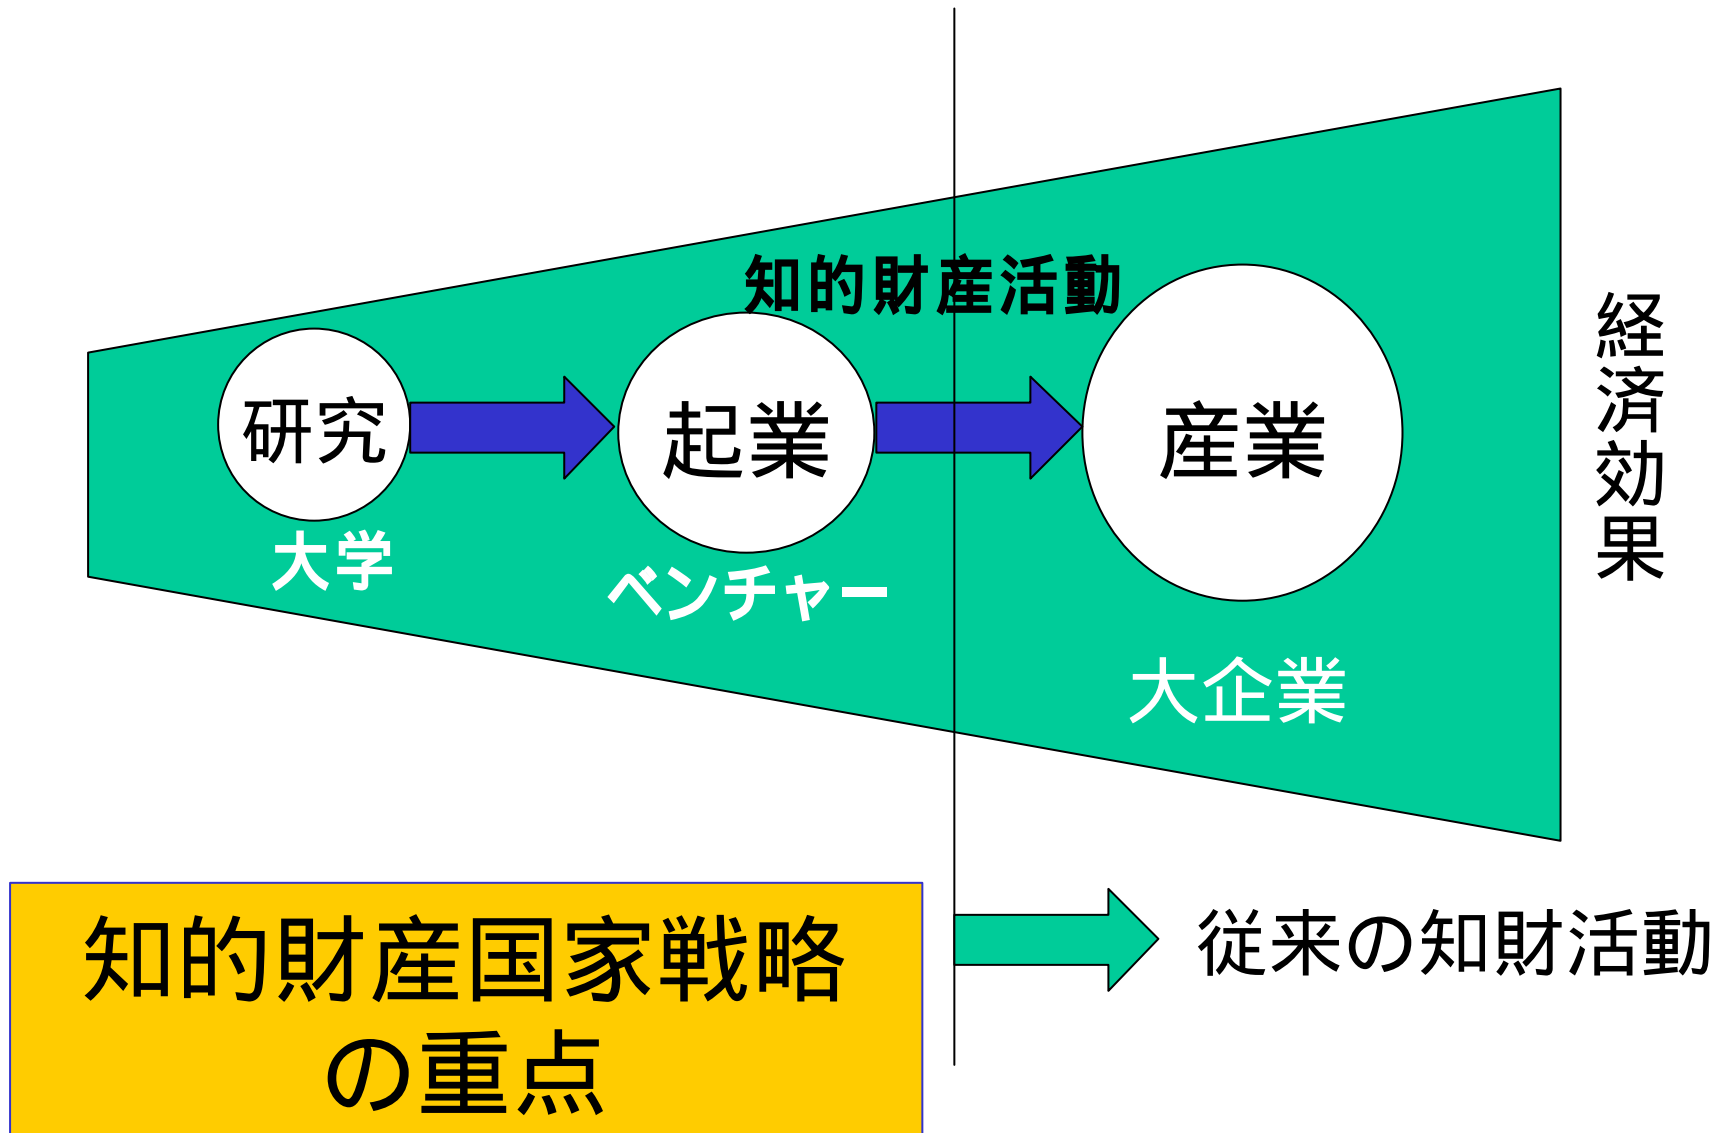 知的財産活動
研究
起業
産業
大学
ベンチャー
大企業
経済効果
知的財産国家戦略
の重点
従来の知財活動